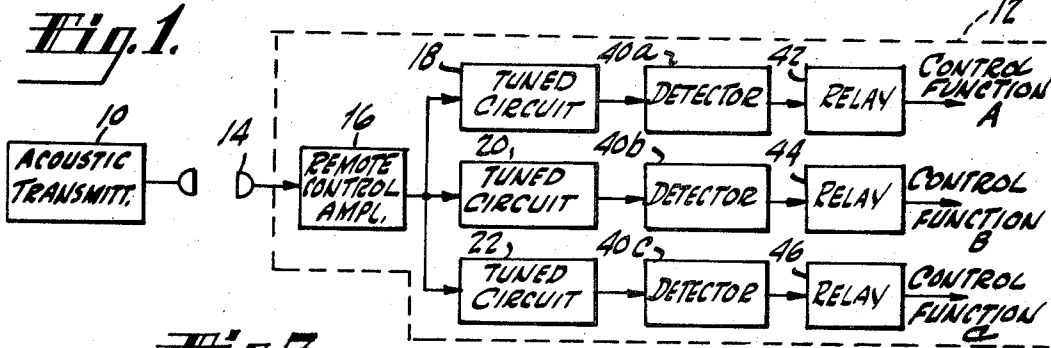 Fig. 1.
12
10
ACOUSTIC
TRANSMITT.
14
16
REMOTE
CONTROL
AMPL.
18
TUNED
CIRCUIT
40a
DETECTOR
42
RELAY
CONTROL
FUNCTION
A
20
TUNED
CIRCUIT
40b
DETECTOR
44
RELAY
CONTROL
FUNCTION
B
22
TUNED
CIRCUIT
40c
DETECTOR
46
RELAY
CONTROL
FUNCTION
C